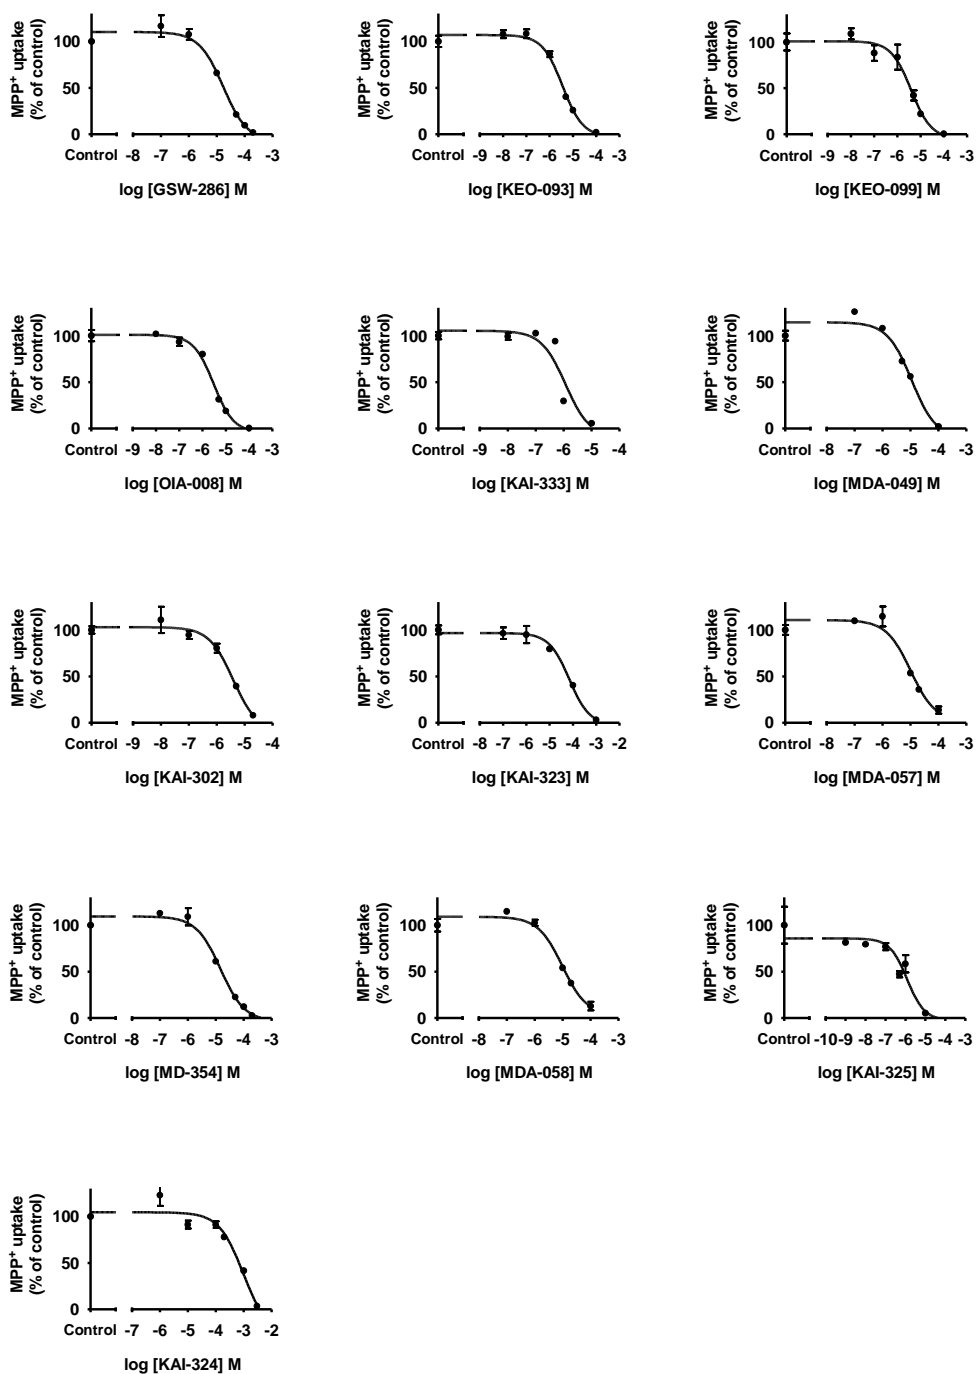 MPP+ uptake
(% of control)
100
50
0
Control -8 -7 -6 -5 -4 -3
log [GSW-286] M
MPP+ uptake
(% of control)
100
50
0
Control -9 -8 -7 -6 -5 -4 -3
log [KEO-093] M
MPP+ uptake
(% of control)
100
50
0
Control -9 -8 -7 -6 -5 -4 -3
log [KEO-099] M
MPP+ uptake
(% of control)
100
50
0
Control -9 -8 -7 -6 -5 -4 -3
log [OIA-008] M
MPP+ uptake
(% of control)
100
50
0
Control -9 -8 -7 -6 -5 -4
log [KAI-333] M
MPP+ uptake
(% of control)
100
50
0
Control -8 -7 -6 -5 -4 -3
log [MDA-049] M
MPP+ uptake
(% of control)
100
50
0
Control -9 -8 -7 -6 -5 -4
log [KAI-302] M
MPP+ uptake
(% of control)
100
50
0
Control -8 -7 -6 -5 -4 -3 -2
log [KAI-323] M
MPP+ uptake
(% of control)
100
50
0
Control -8 -7 -6 -5 -4 -3
log [MDA-057] M
MPP+ uptake
(% of control)
100
50
0
Control -8 -7 -6 -5 -4 -3
log [MD-354] M
MPP+ uptake
(% of control)
100
50
0
Control -8 -7 -6 -5 -4 -3
log [MDA-058] M
MPP+ uptake
(% of control)
100
50
0
Control -10 -9 -8 -7 -6 -5 -4 -3
log [KAI-325] M
MPP+ uptake
(% of control)
100
50
0
Control -7 -6 -5 -4 -3 -2
log [KAI-324] M